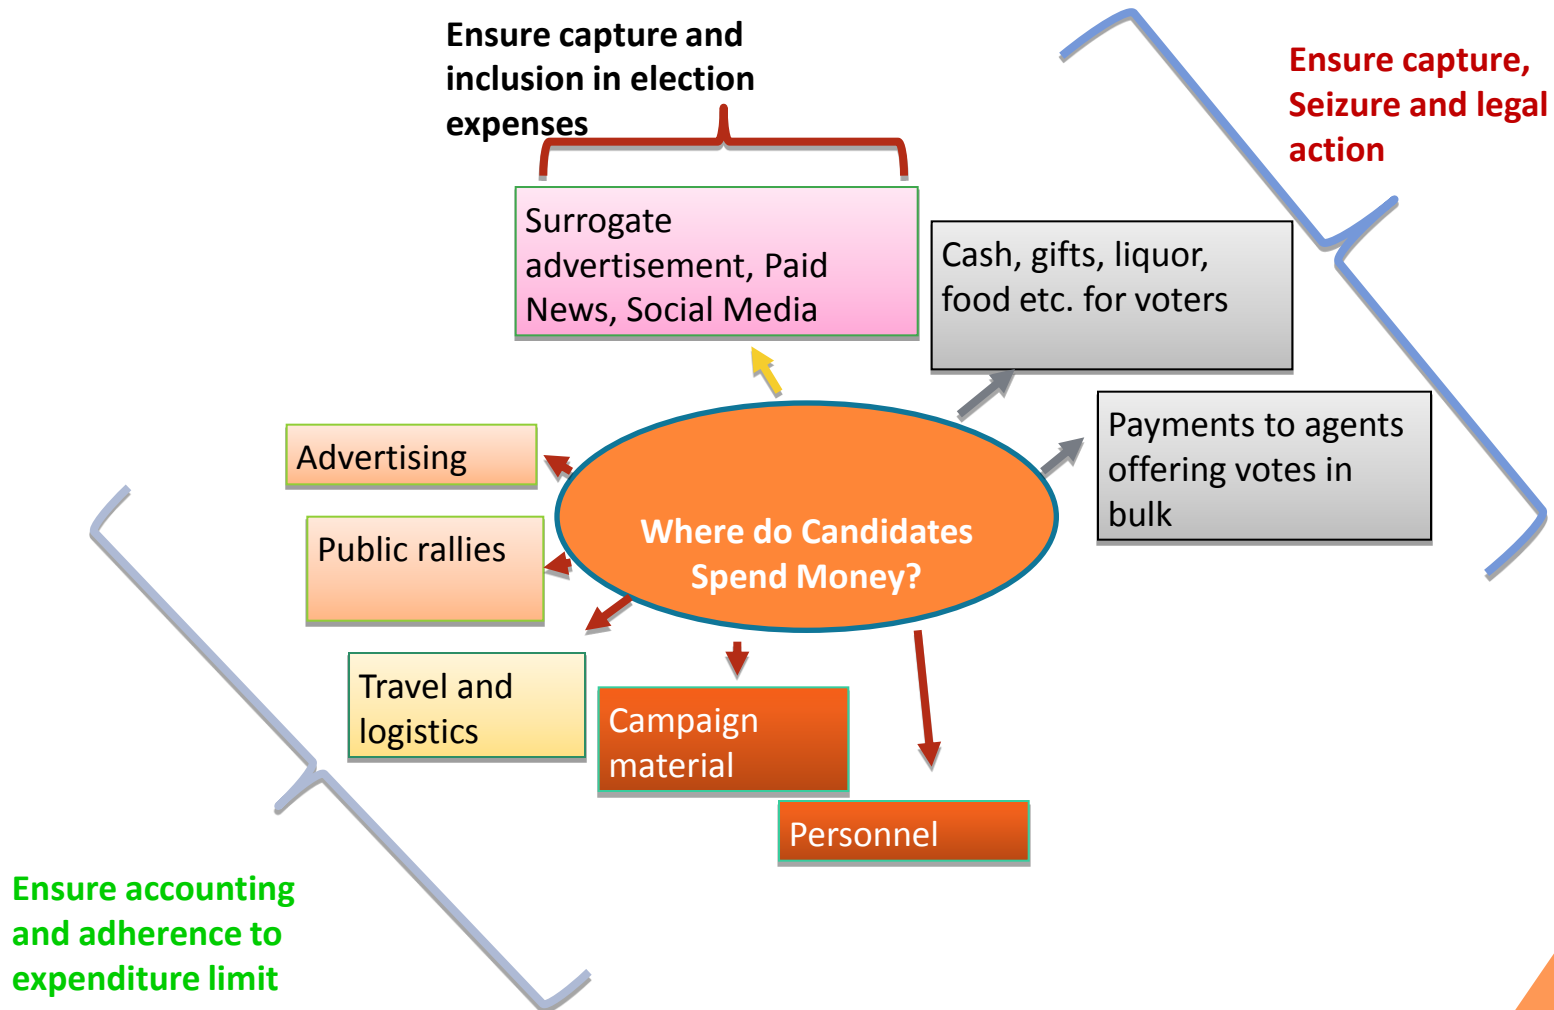 Ensure capture and
inclusion in election
expenses
Ensure capture,
Seizure and legal
action
Surrogate
advertisement, Paid
News, Social Media
Cash, gifts, liquor,
food etc. for voters
Payments to agents
offering votes in
bulk
Advertising
Public rallies
Where do Candidates
Spend Money?
Travel and
logistics
Campaign
material
Personnel
Ensure accounting
and adherence to
expenditure limit